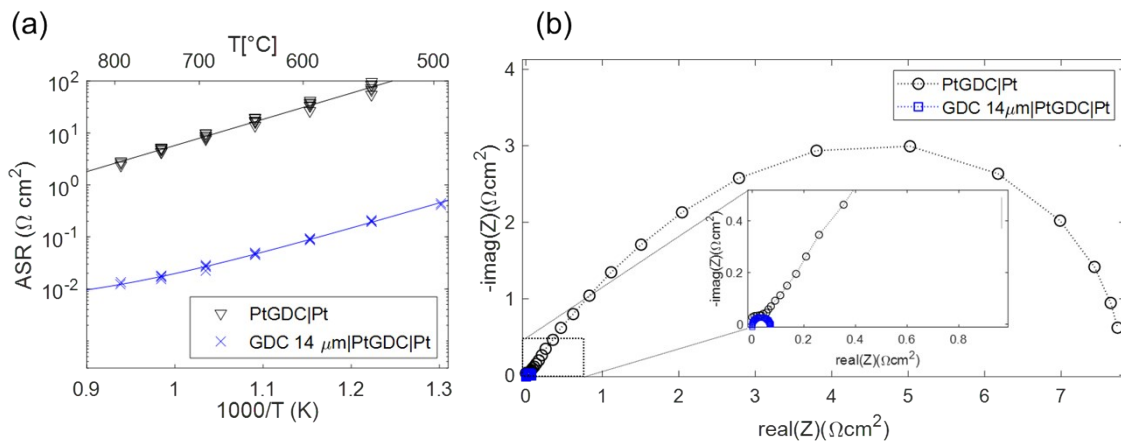 (a)
T[°C]
800 700 600 500
10²
10¹
10⁰
10⁻¹
10⁻²
ASR (Ω cm²)
PtGDC|Pt
GDC 14 μm|PtGDC|Pt
0.9 1 1.1 1.2 1.3
1000/T (K)
(b)
4
3
2
1
0
-imag(Z)(Ωcm²)
PtGDC|Pt
GDC 14μm|PtGDC|Pt
0.4
0.2
0
-imag(Z)(Ωcm²)
0 0.2 0.4 0.6 0.8
real(Z)(Ωcm²)
0 1 2 3 4 5 6 7
real(Z)(Ωcm²)